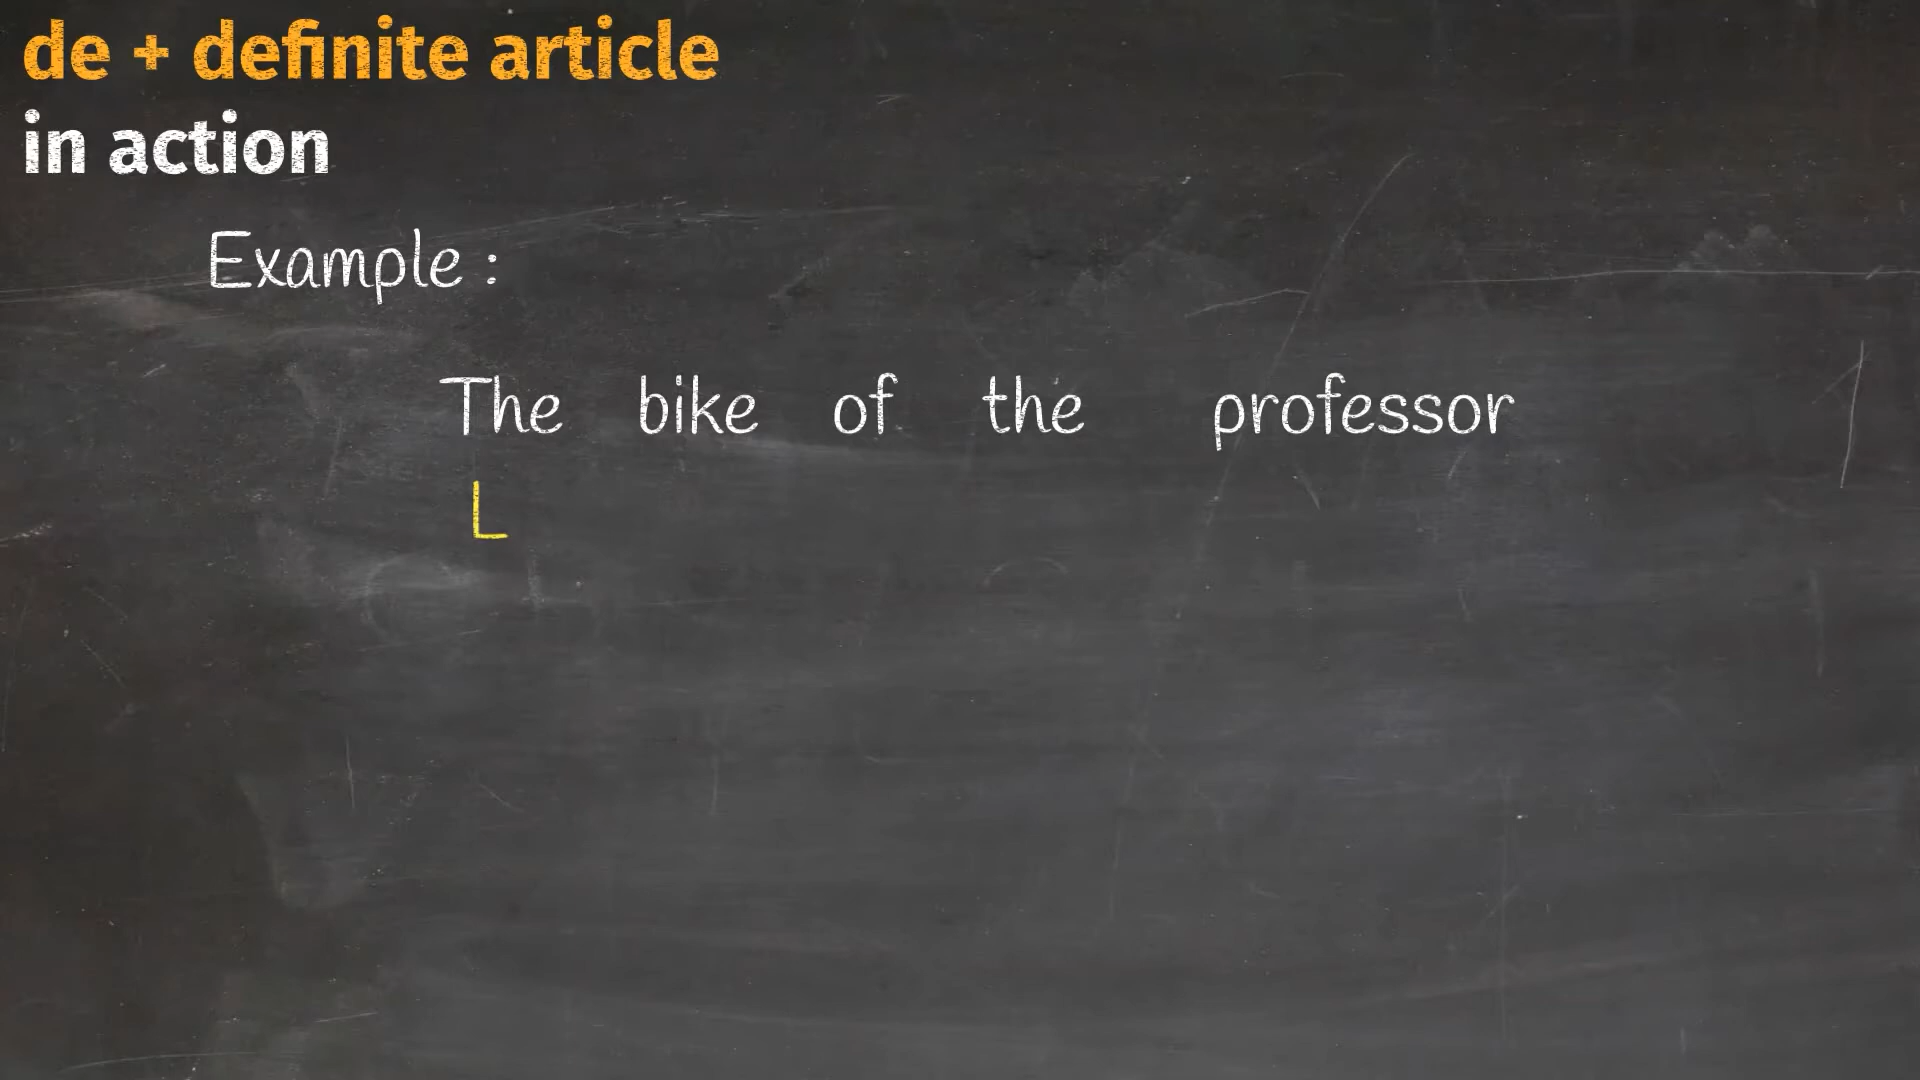 de + definite article
in action
Example :
The bike of the professor
L